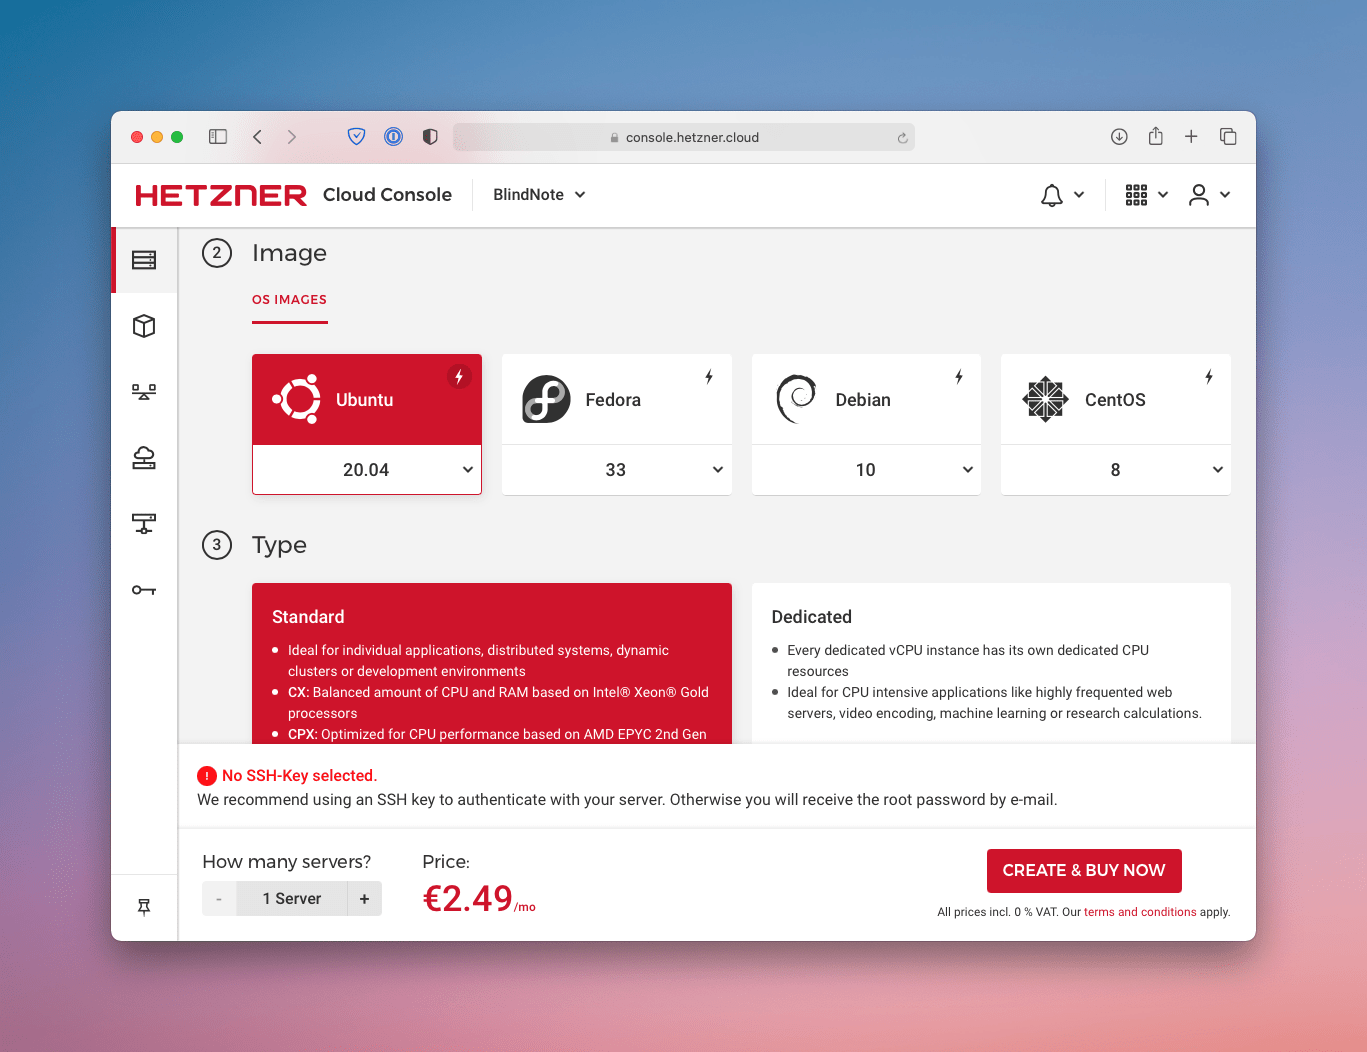 console.hetzner.cloud
HETZNER Cloud Console BlindNote
2 Image
OS IMAGES
Ubuntu
20.04
Fedora
33
Debian
10
CentOS
8
3 Type
Standard
Ideal for individual applications, distributed systems, dynamic
clusters or development environments
CX: Balanced amount of CPU and RAM based on Intel® Xeon® Gold
processors
CPX: Optimized for CPU performance based on AMD EPYC 2nd Gen
Dedicated
Every dedicated vCPU instance has its own dedicated CPU
resources
Ideal for CPU intensive applications like highly frequented web
servers, video encoding, machine learning or research calculations.
! No SSH-Key selected.
We recommend using an SSH key to authenticate with your server. Otherwise you will receive the root password by e-mail.
How many servers?
- 1 Server +
Price:
€2.49/mo
CREATE & BUY NOW
All prices incl. 0 % VAT. Our terms and conditions apply.